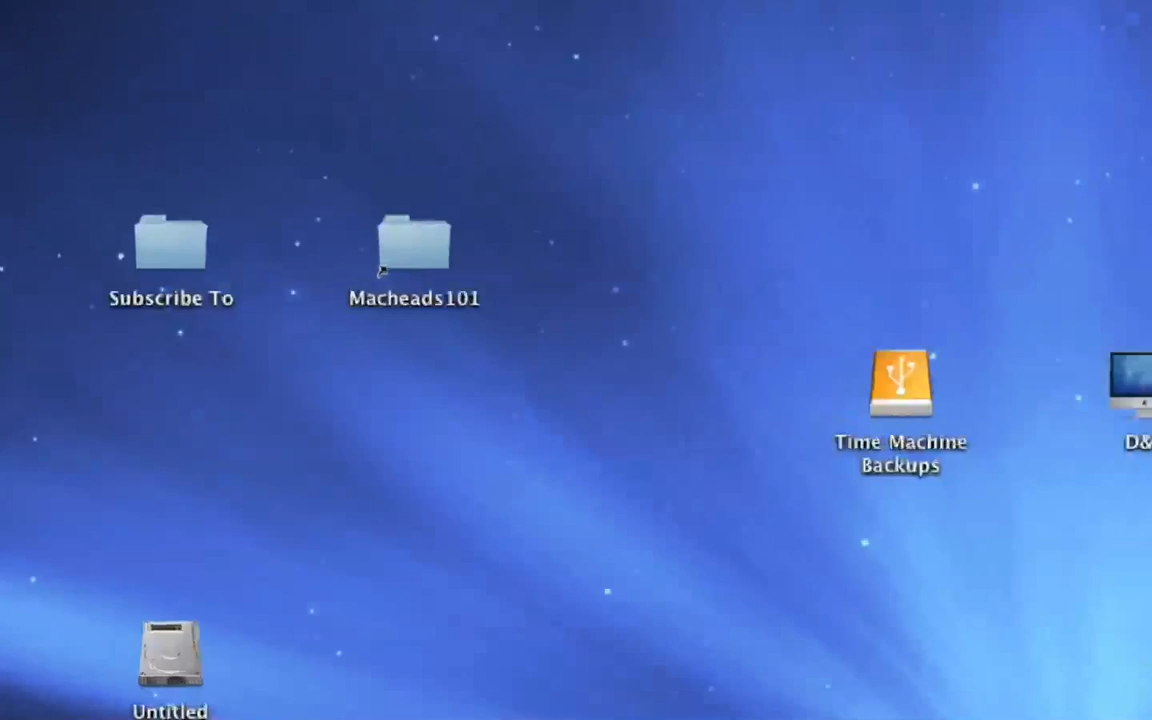 Subscribe To
Macheads101
Time Machine
Backups
D&
Untitled